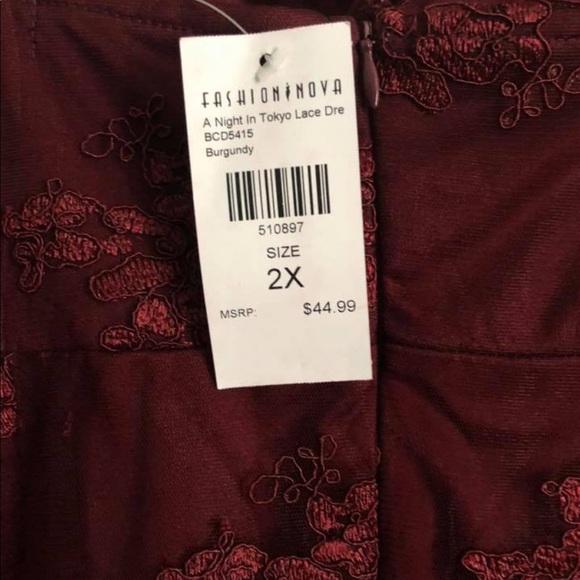 FASHION NOVA
A Night In Tokyo Lace Dre
BCD5415
Burgundy
510897
SIZE
2X
MSRP: $44.99